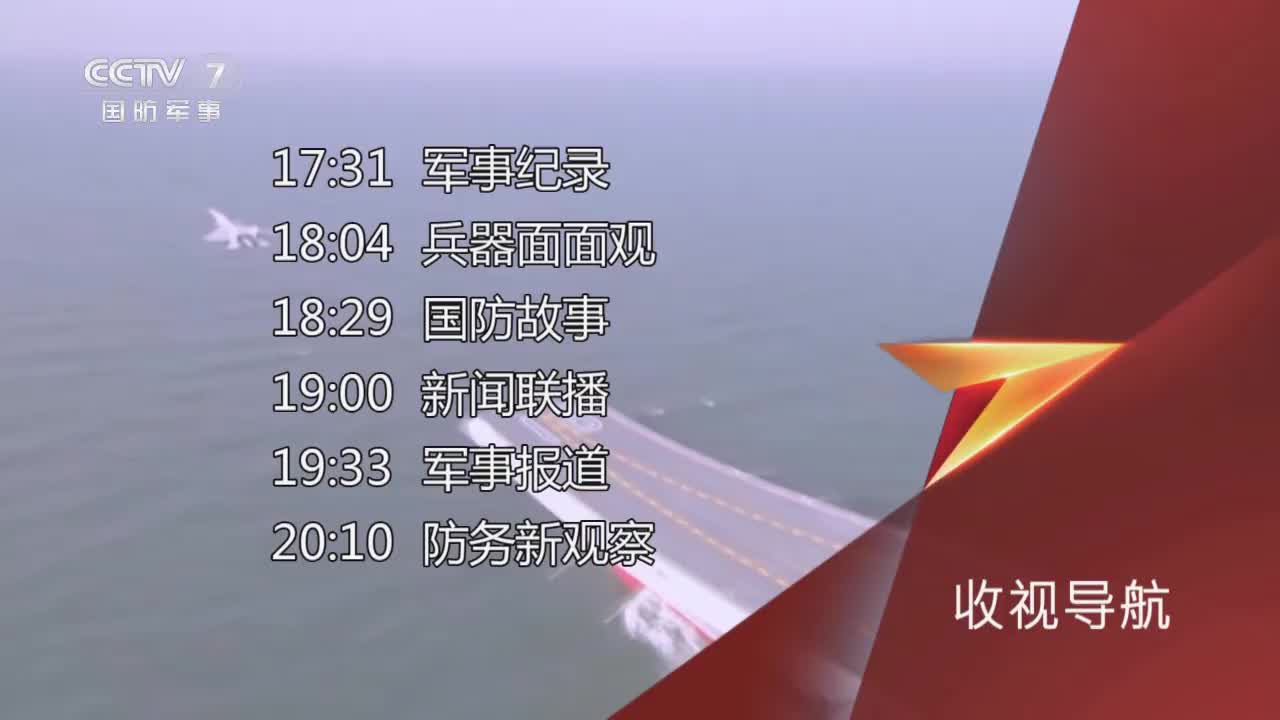 CCTV 7
国防军事
17:31 军事纪录
18:04 兵器面面观
18:29 国防故事
19:00 新闻联播
19:33 军事报道
20:10 防务新观察
收视导航